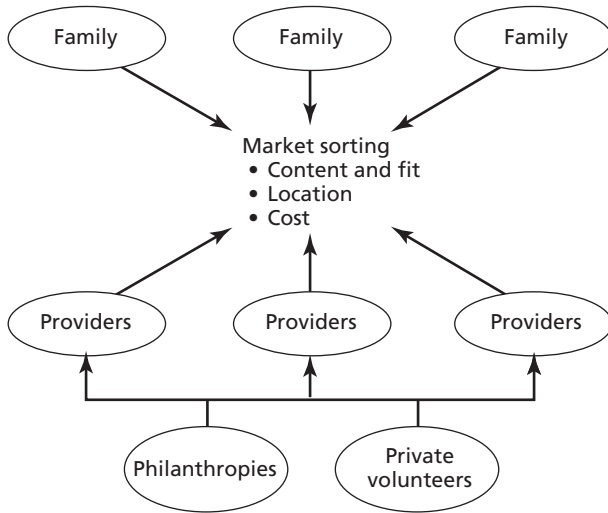 Family
Family
Family
Market sorting
• Content and fit
• Location
• Cost
Providers
Providers
Providers
Philanthropies
Private
volunteers